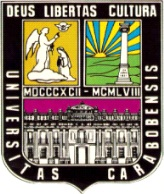 DEUS LIBERTAS CULTURA
MDCCCXCII - MCMLVIII
UNIVERSITAS
CARABOBENSIS